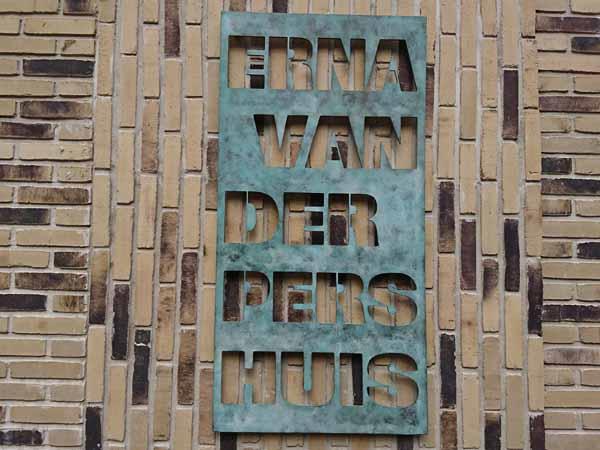 ERNA
VAN
DER
PERS
HUIS